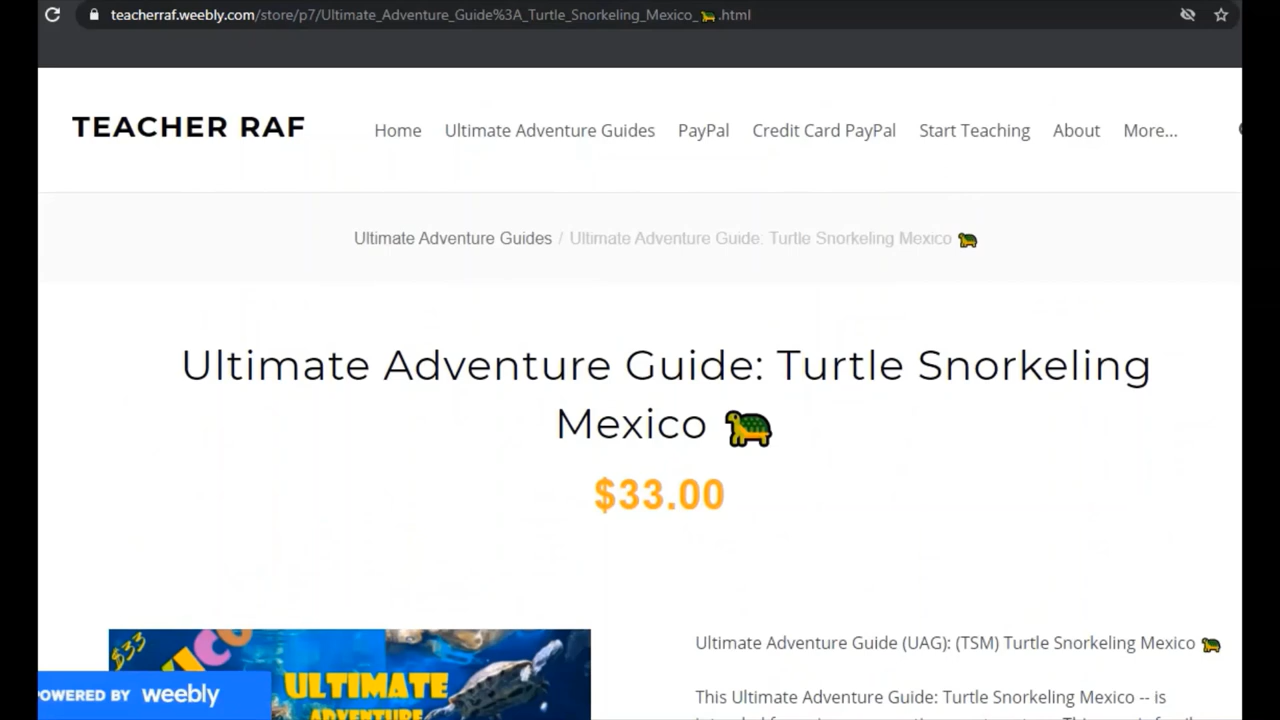 teacherraf.weebly.com/store/p7/Ultimate_Adventure_Guide%3A_Turtle_Snorkeling_Mexico_🐢.html
TEACHER RAF
Home Ultimate Adventure Guides PayPal Credit Card PayPal Start Teaching About More...
Ultimate Adventure Guides / Ultimate Adventure Guide: Turtle Snorkeling Mexico 🐢
Ultimate Adventure Guide: Turtle Snorkeling
Mexico 🐢
$33.00
$33
ULTIMATE
ADVENTURE
POWERED BY weebly
Ultimate Adventure Guide (UAG): (TSM) Turtle Snorkeling Mexico 🐢
This Ultimate Adventure Guide: Turtle Snorkeling Mexico -- is